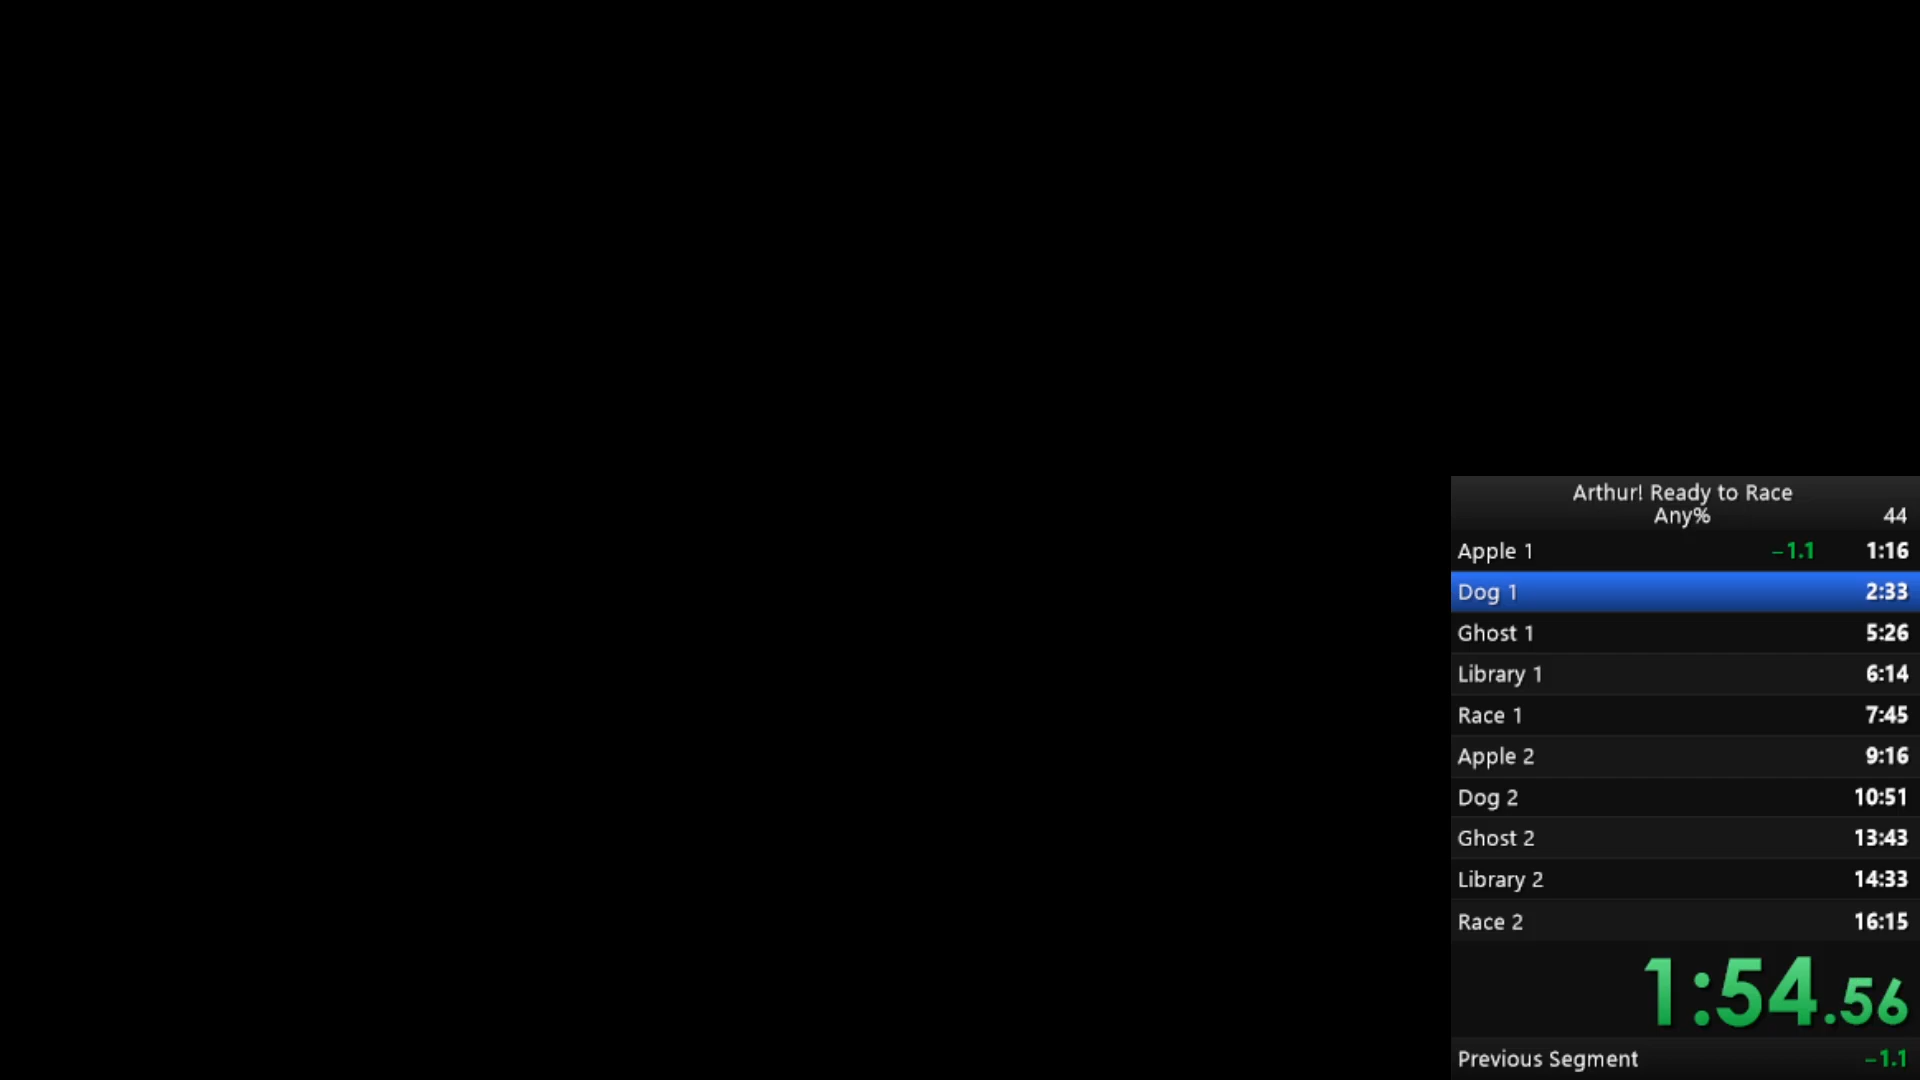 Arthur! Ready to Race
Any% 44
Apple 1 −1.1 1:16
Dog 1 2:33
Ghost 1 5:26
Library 1 6:14
Race 1 7:45
Apple 2 9:16
Dog 2 10:51
Ghost 2 13:43
Library 2 14:33
Race 2 16:15
1:54.56
Previous Segment −1.1